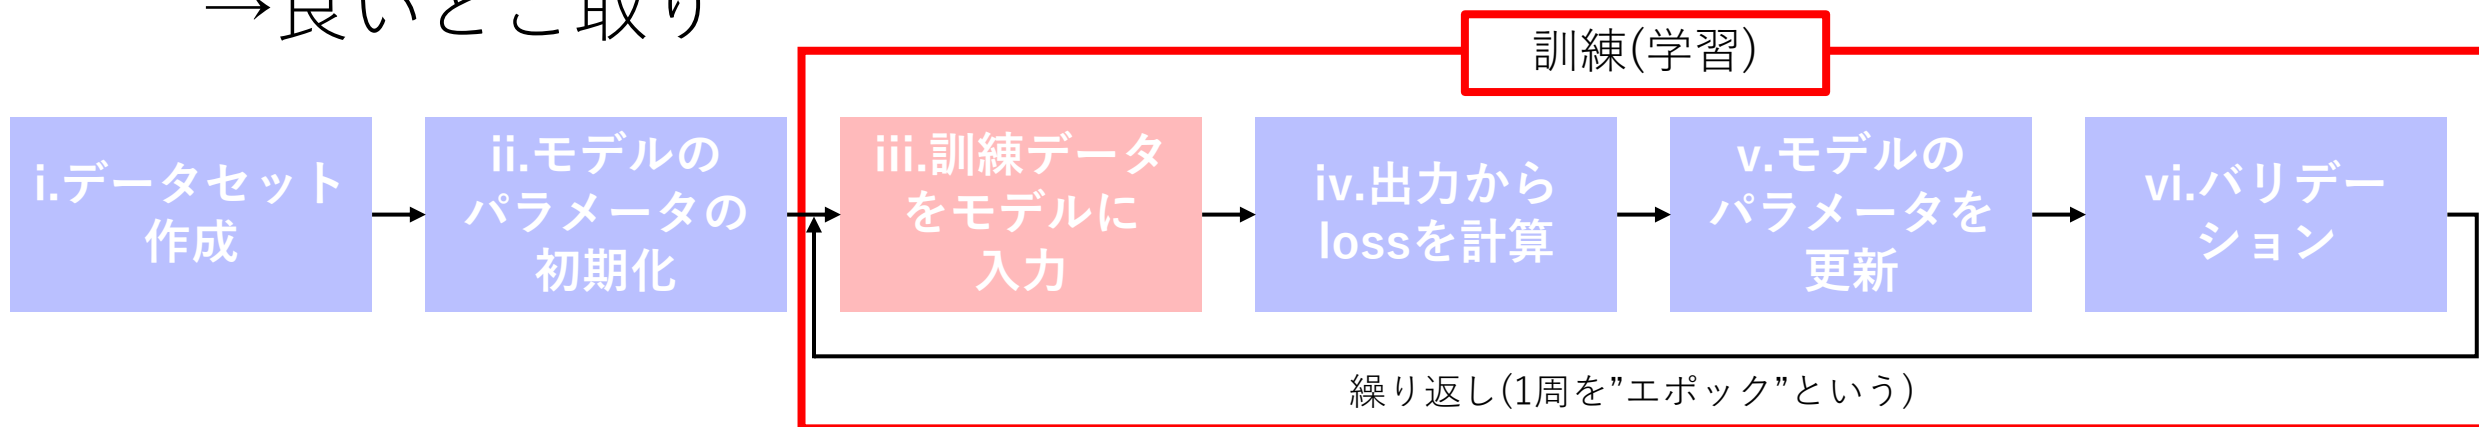 →良いとこ取り
訓練(学習)
i.データセット
作成
ii.モデルの
パラメータの
初期化
iii.訓練データ
をモデルに
入力
iv.出力から
lossを計算
v.モデルの
パラメータを
更新
vi.バリデー
ション
繰り返し(1周を”エポック”という)